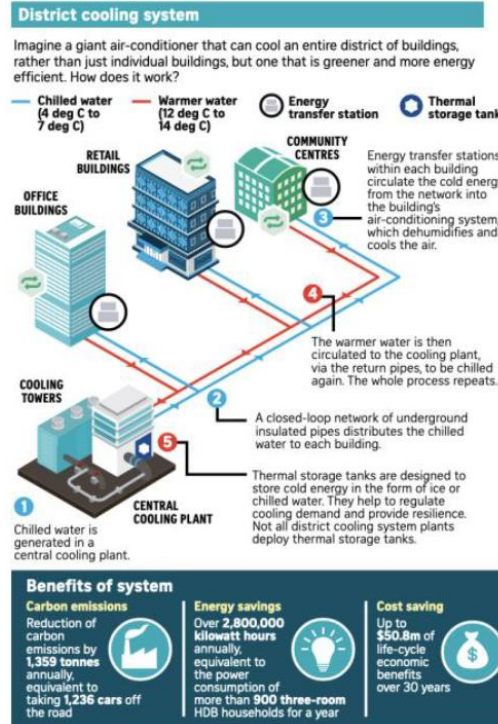 District cooling system
Imagine a giant air-conditioner that can cool an entire district of buildings,
rather than just individual buildings, but one that is greener and more energy
efficient. How does it work?
Chilled water
(4 deg C to
7 deg C)
Warmer water
(12 deg C to
14 deg C)
Energy
transfer station
Thermal
storage tank
RETAIL
BUILDINGS
COMMUNITY
CENTRES
OFFICE
BUILDINGS
Energy transfer stations
within each building
circulate the cold energy
from the network into
the building's
air-conditioning system,
which dehumidifies and
cools the air.
3
4
The warmer water is then
circulated to the cooling plant,
via the return pipes, to be chilled
again. The whole process repeats.
COOLING
TOWERS
2
A closed-loop network of underground
insulated pipes distributes the chilled
water to each building.
5
Thermal storage tanks are designed to
store cold energy in the form of ice or
chilled water. They help to regulate
cooling demand and provide resilience.
Not all district cooling system plants
deploy thermal storage tanks.
CENTRAL
COOLING PLANT
1
Chilled water is
generated in a
central cooling plant.
Benefits of system
Carbon emissions
Reduction of
carbon
emissions by
1,359 tonnes
annually,
equivalent to
taking 1,236 cars off
the road
Energy savings
Over 2,800,000
kilowatt hours
annually,
equivalent to
the power
consumption of
more than 900 three-room
HDB households for a year
Cost saving
Up to
$50.8m of
life-cycle
economic
benefits
over 30 years
$